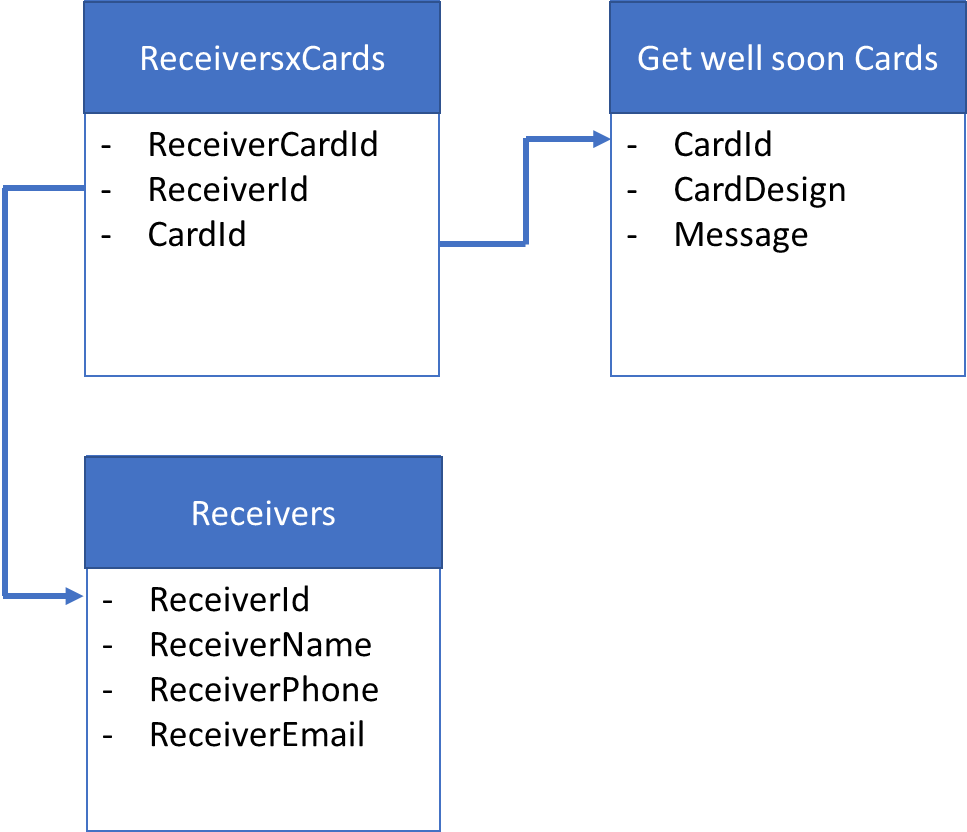 ReceiversxCards
- ReceiverCardId
- ReceiverId
- CardId
Get well soon Cards
- CardId
- CardDesign
- Message
Receivers
- ReceiverId
- ReceiverName
- ReceiverPhone
- ReceiverEmail